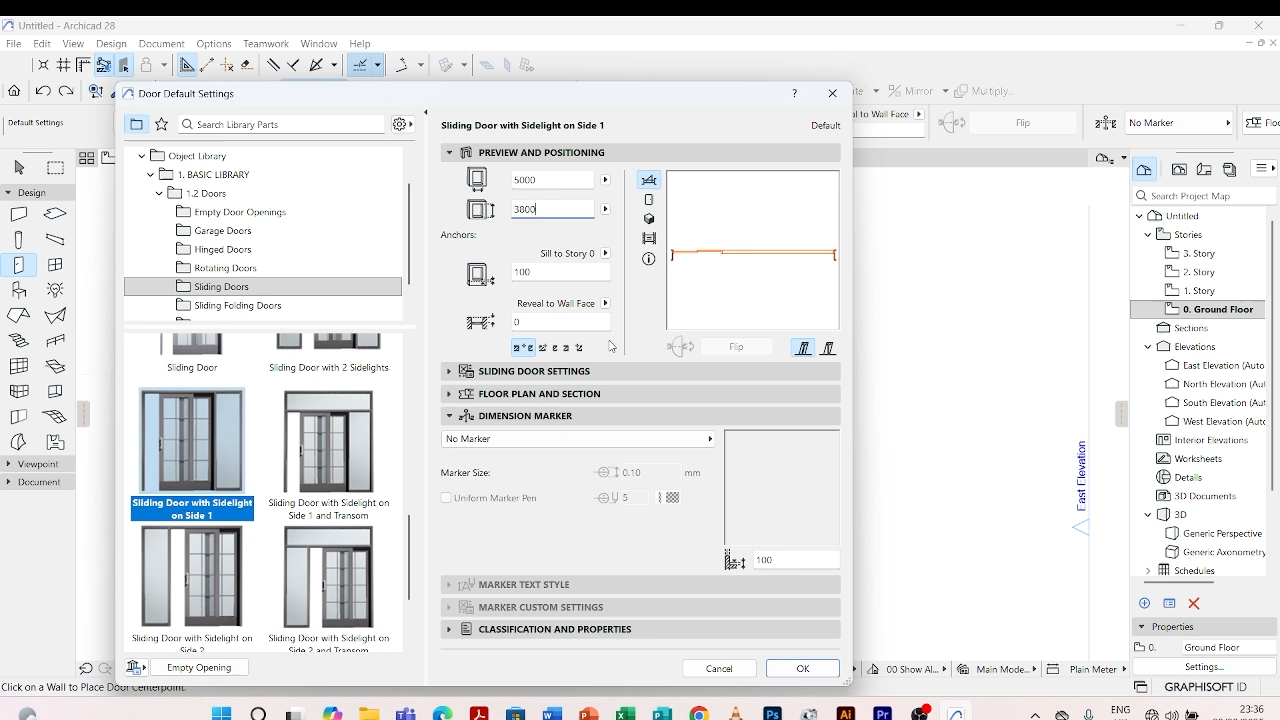 Untitled - Archicad 28
File Edit View Design Document Options Teamwork Window Help
Door Default Settings
Mirror
Multiply...
Default Settings
Search Library Parts
Sliding Door with Sidelight on Side 1
Default
to Wall Face
Flip
No Marker
PREVIEW AND POSITIONING
Object Library
1. BASIC LIBRARY
1.2 Doors
Empty Door Openings
Garage Doors
Hinged Doors
Rotating Doors
Sliding Doors
Sliding Folding Doors
5000
3800
Anchors:
Sill to Story 0
100
Reveal to Wall Face
0
Flip
Design
Viewpoint
Document
Sliding Door
Sliding Door with 2 Sidelights
Sliding Door with Sidelight
on Side 1
Sliding Door with Sidelight on
Side 1 and Transom
Sliding Door with Sidelight on
Side 2
Sliding Door with Sidelight on
Side 2 and Transom
Empty Opening
SLIDING DOOR SETTINGS
FLOOR PLAN AND SECTION
DIMENSION MARKER
No Marker
Marker Size:
0.10
mm
Uniform Marker Pen
5
100
MARKER TEXT STYLE
MARKER CUSTOM SETTINGS
CLASSIFICATION AND PROPERTIES
Cancel
OK
East Elevation
Search Project Map
Untitled
Stories
3. Story
2. Story
1. Story
0. Ground Floor
Sections
Elevations
East Elevation (Auto
North Elevation (Aut
South Elevation (Aut
West Elevation (Auto
Interior Elevations
Worksheets
Details
3D Documents
3D
Generic Perspective
Generic Axonometry
Schedules
Properties
0.
Ground Floor
Settings...
00 Show Al...
Main Mode...
Plain Meter
Click on a Wall to Place Door Centerpoint.
GRAPHISOFT ID
ENG
23:36